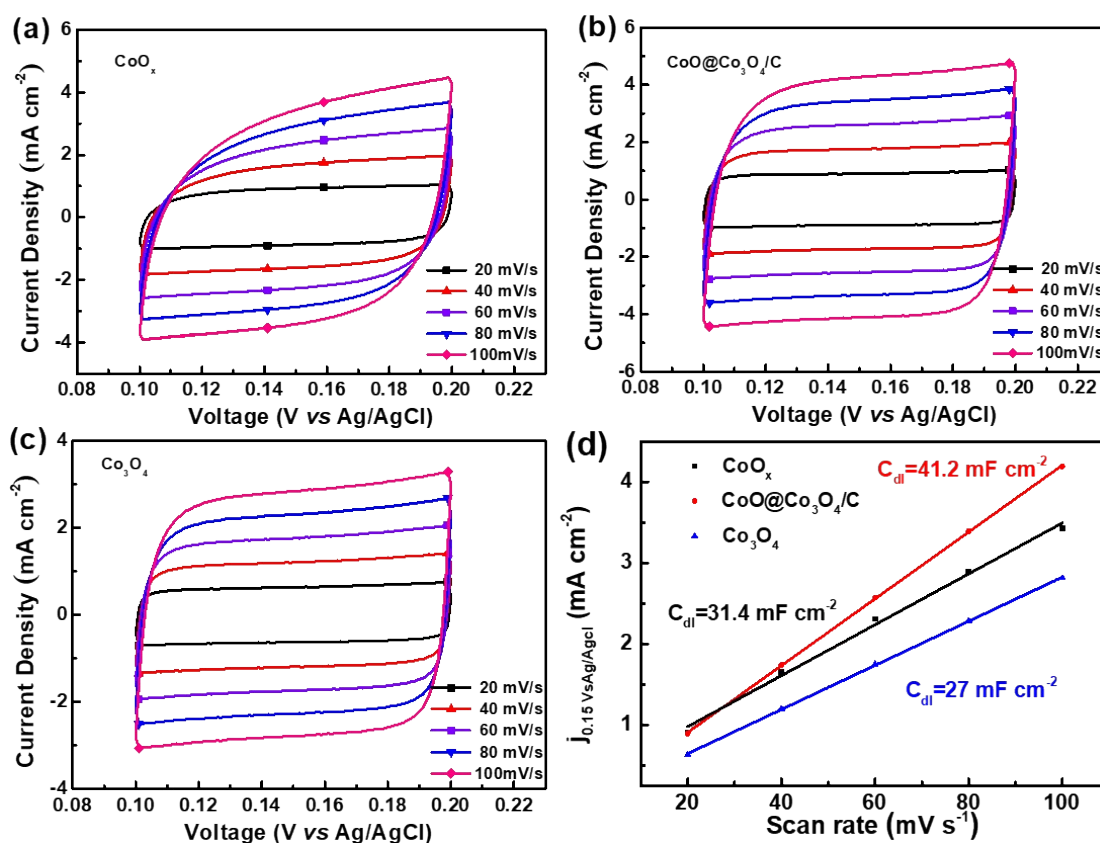 (a)
CoOₓ
6
4
2
0
-2
-4
Current Density (mA cm⁻²)
20 mV/s
40 mV/s
60 mV/s
80 mV/s
100mV/s
0.08 0.10 0.12 0.14 0.16 0.18 0.20 0.22
Voltage (V vs Ag/AgCl)
(b)
CoO@Co₃O₄/C
6
4
2
0
-2
-4
-6
Current Density (mA cm⁻²)
20 mV/s
40 mV/s
60 mV/s
80 mV/s
100mV/s
0.08 0.10 0.12 0.14 0.16 0.18 0.20 0.22
Voltage (V vs Ag/AgCl)
(c)
Co₃O₄
4
2
0
-2
-4
Current Density (mA cm⁻²)
20 mV/s
40 mV/s
60 mV/s
80 mV/s
100mV/s
0.08 0.10 0.12 0.14 0.16 0.18 0.20 0.22
Voltage (V vs Ag/AgCl)
(d)
CoOₓ
CoO@Co₃O₄/C
Co₃O₄
C_dl=41.2 mF cm⁻²
C_dl=31.4 mF cm⁻²
C_dl=27 mF cm⁻²
4
3
2
1
j₀.₁₅ VsAg/Agcl (mA cm⁻²)
20 40 60 80 100
Scan rate (mV s⁻¹)